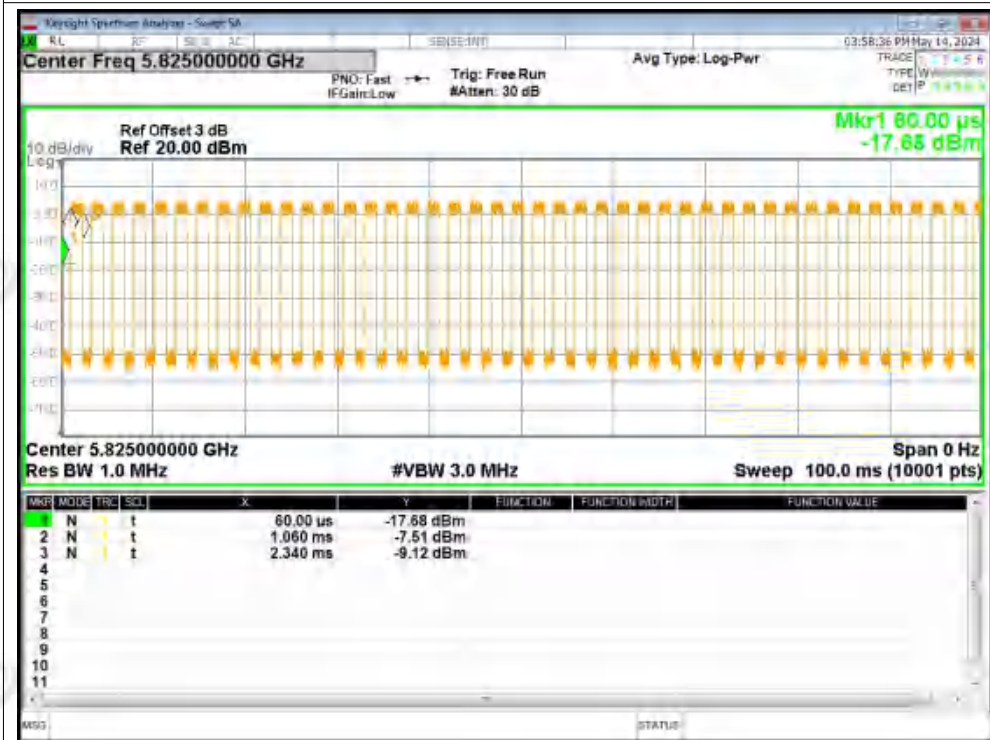 Keysight Spectrum Analyzer - Swept SA
RL RF AC SENSE:INT 03:58:36 PM May 14, 2024
Center Freq 5.825000000 GHz Avg Type: Log-Pwr TRACE
PNO: Fast Trig: Free Run TYPE
IFGain:Low #Atten: 30 dB DET P
Mkr1 60.00 µs
Ref Offset 3 dB
10 dB/div Ref 20.00 dBm -17.68 dBm
Log
Center 5.825000000 GHz Span 0 Hz
Res BW 1.0 MHz #VBW 3.0 MHz Sweep 100.0 ms (10001 pts)
MKR MODE TRC SCL X Y FUNCTION FUNCTION WIDTH FUNCTION VALUE
1 N 1 t 60.00 µs -17.68 dBm
2 N 1 t 1.060 ms -7.51 dBm
3 N 1 t 2.340 ms -9.12 dBm
4
5
6
7
8
9
10
11
MSG STATUS